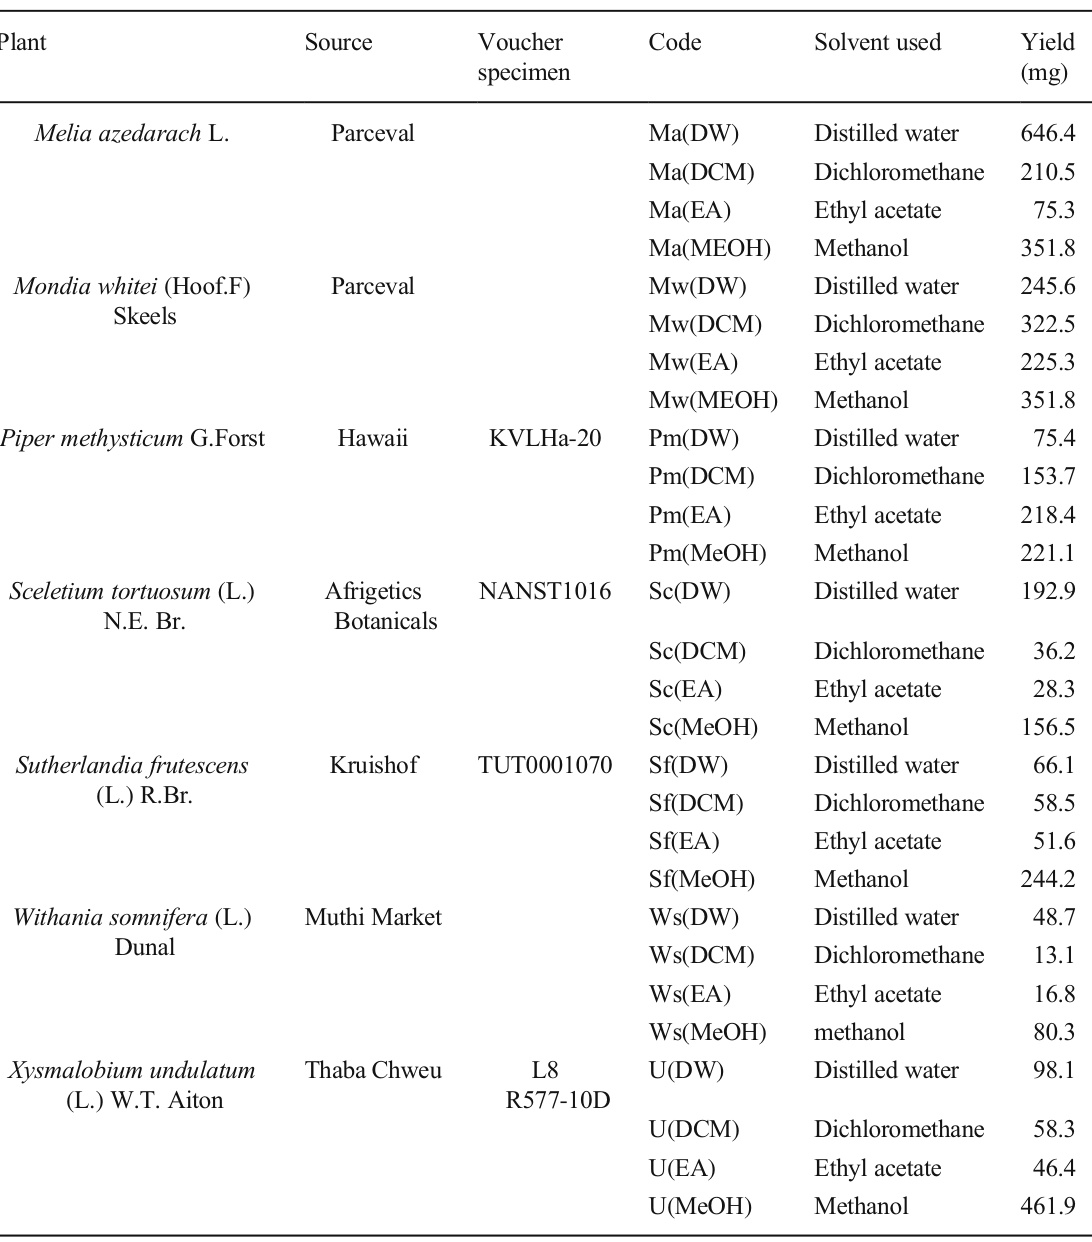 Plant Source Voucher specimen Code Solvent used Yield (mg)
Melia azedarach L. Parceval Ma(DW) Distilled water 646.4
Ma(DCM) Dichloromethane 210.5
Ma(EA) Ethyl acetate 75.3
Ma(MEOH) Methanol 351.8
Mondia whitei (Hoof.F) Parceval Mw(DW) Distilled water 245.6
Skeels Mw(DCM) Dichloromethane 322.5
Mw(EA) Ethyl acetate 225.3
Mw(MEOH) Methanol 351.8
Piper methysticum G.Forst Hawaii KVLHa-20 Pm(DW) Distilled water 75.4
Pm(DCM) Dichloromethane 153.7
Pm(EA) Ethyl acetate 218.4
Pm(MeOH) Methanol 221.1
Sceletium tortuosum (L.) Afrigetics NANST1016 Sc(DW) Distilled water 192.9
N.E. Br. Botanicals
Sc(DCM) Dichloromethane 36.2
Sc(EA) Ethyl acetate 28.3
Sc(MeOH) Methanol 156.5
Sutherlandia frutescens Kruishof TUT0001070 Sf(DW) Distilled water 66.1
(L.) R.Br. Sf(DCM) Dichloromethane 58.5
Sf(EA) Ethyl acetate 51.6
Sf(MeOH) Methanol 244.2
Withania somnifera (L.) Muthi Market Ws(DW) Distilled water 48.7
Dunal Ws(DCM) Dichloromethane 13.1
Ws(EA) Ethyl acetate 16.8
Ws(MeOH) methanol 80.3
Xysmalobium undulatum Thaba Chweu L8 U(DW) Distilled water 98.1
(L.) W.T. Aiton R577-10D
U(DCM) Dichloromethane 58.3
U(EA) Ethyl acetate 46.4
U(MeOH) Methanol 461.9